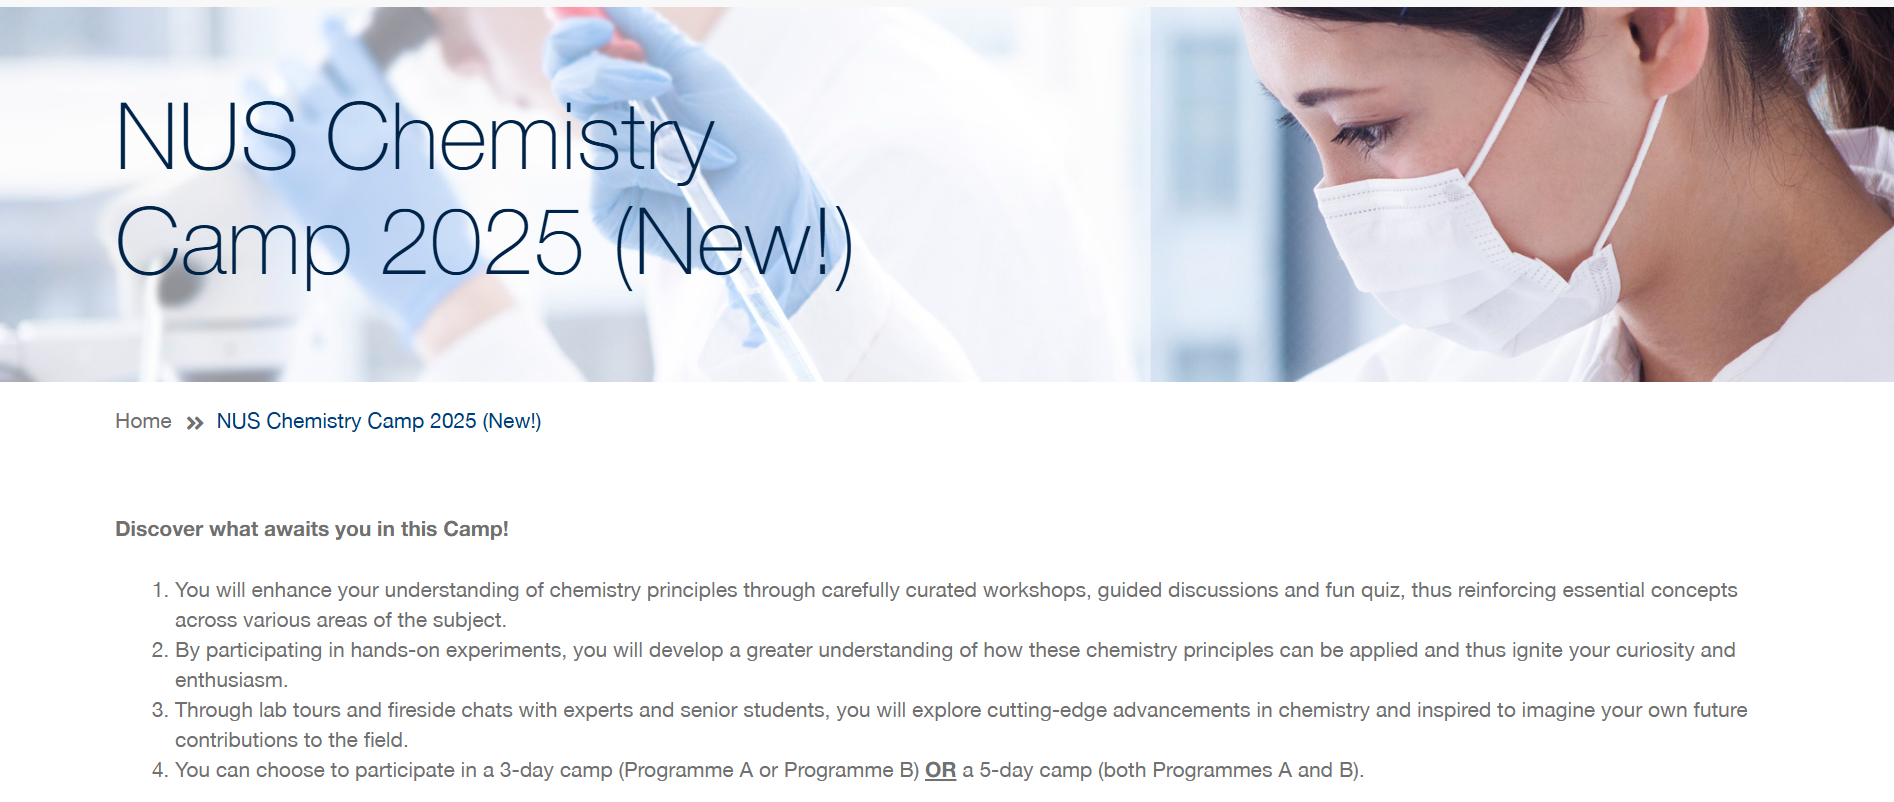 NUS Chemistry
Camp 2025 (New!)
Home » NUS Chemistry Camp 2025 (New!)
Discover what awaits you in this Camp!
1. You will enhance your understanding of chemistry principles through carefully curated workshops, guided discussions and fun quiz, thus reinforcing essential concepts
across various areas of the subject.
2. By participating in hands-on experiments, you will develop a greater understanding of how these chemistry principles can be applied and thus ignite your curiosity and
enthusiasm.
3. Through lab tours and fireside chats with experts and senior students, you will explore cutting-edge advancements in chemistry and inspired to imagine your own future
contributions to the field.
4. You can choose to participate in a 3-day camp (Programme A or Programme B) OR a 5-day camp (both Programmes A and B).